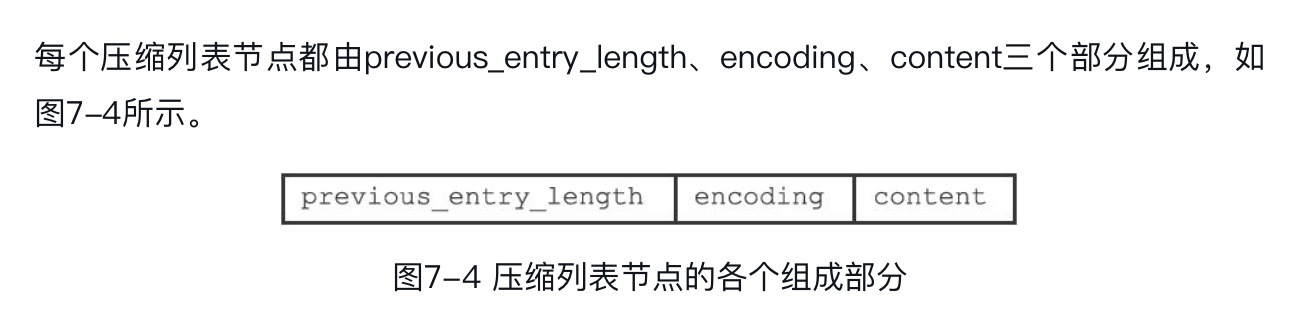 每个压缩列表节点都由previous_entry_length、encoding、content三个部分组成，如
图7–4所示。
previous_entry_length encoding content
图7–4 压缩列表节点的各个组成部分